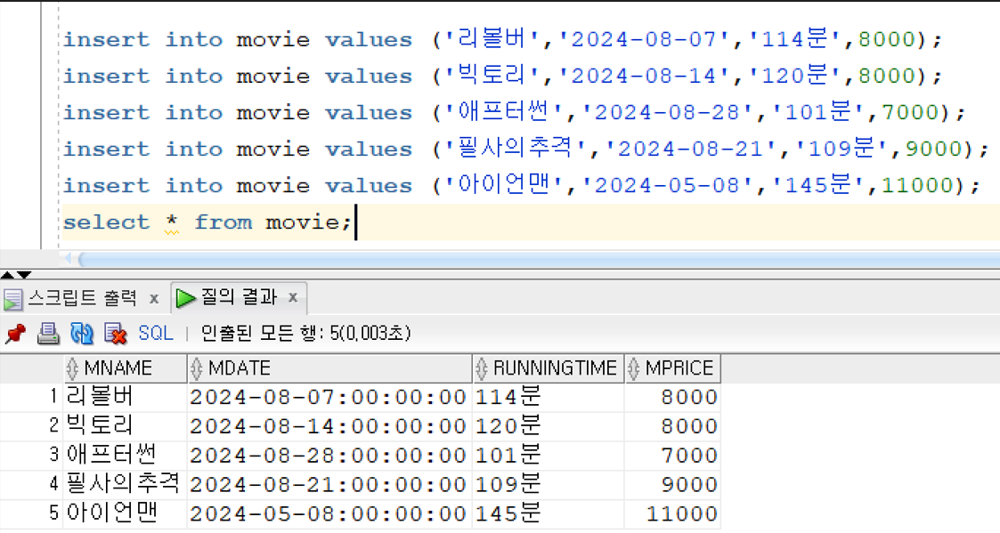 insert into movie values ('리볼버','2024-08-07','114분',8000);
insert into movie values ('빅토리','2024-08-14','120분',8000);
insert into movie values ('애프터썬','2024-08-28','101분',7000);
insert into movie values ('필사의추격','2024-08-21','109분',9000);
insert into movie values ('아이언맨','2024-05-08','145분',11000);
select * from movie;
스크립트 출력 x 질의 결과 x
SQL | 인출된 모든 행: 5(0,003초)
MNAME MDATE RUNNINGTIME MPRICE
1 리볼버 2024-08-07:00:00:00 114분 8000
2 빅토리 2024-08-14:00:00:00 120분 8000
3 애프터썬 2024-08-28:00:00:00 101분 7000
4 필사의추격 2024-08-21:00:00:00 109분 9000
5 아이언맨 2024-05-08:00:00:00 145분 11000